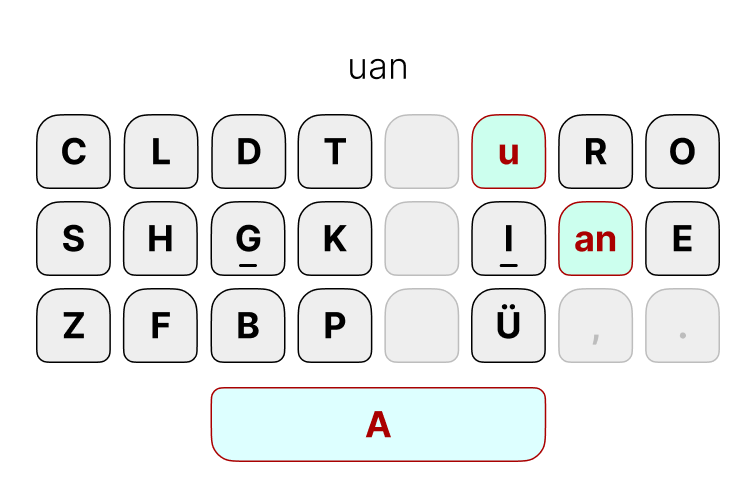 uan
C L D T u R O
S H G K I an E
Z F B P Ü , .
A